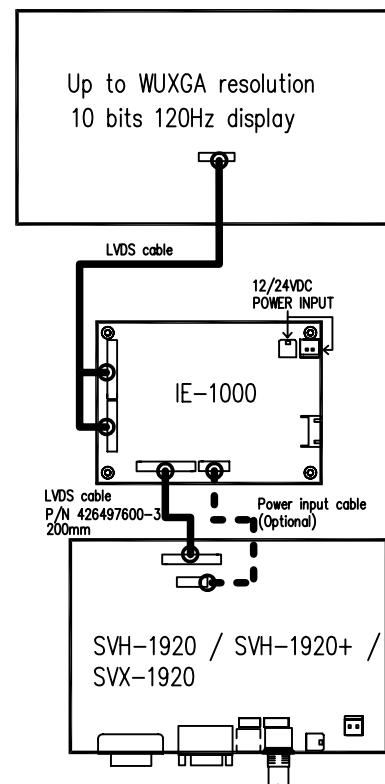 Up to WUXGA resolution
10 bits 120Hz display
LVDS cable
12/24VDC
POWER INPUT
IE-1000
LVDS cable
P/N 426497600-3
200mm
Power input cable
(Optional)
SVH-1920 / SVH-1920+ /
SVX-1920